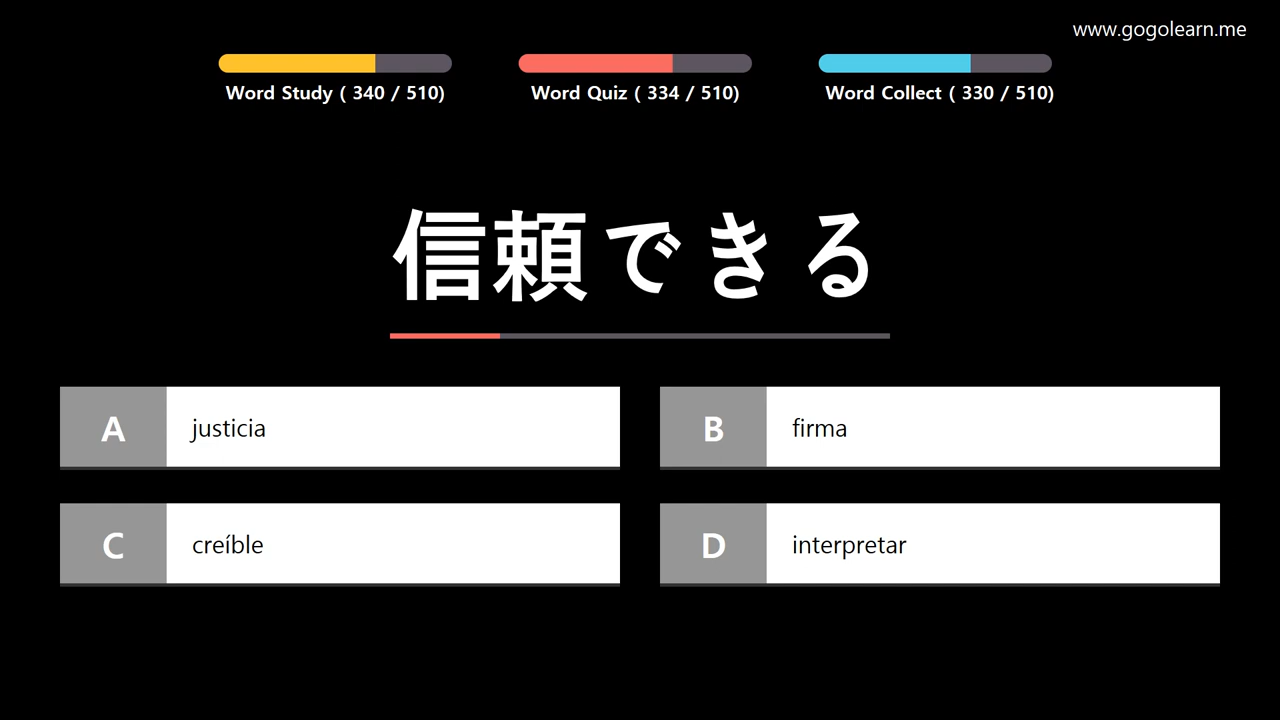 www.gogolearn.me
Word Study ( 340 / 510)
Word Quiz ( 334 / 510)
Word Collect ( 330 / 510)
信頼できる
A justicia
B firma
C creíble
D interpretar